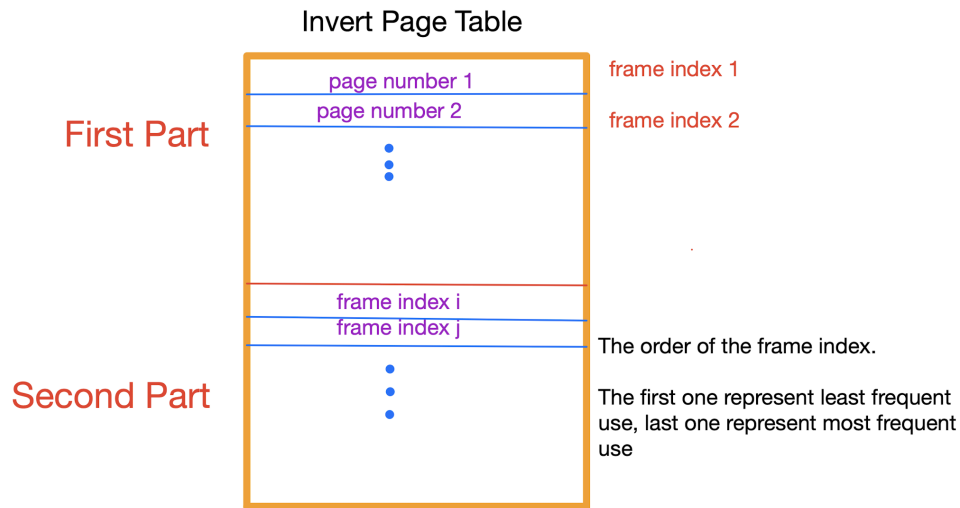 Invert Page Table
frame index 1
page number 1
page number 2
frame index 2
First Part
frame index i
frame index j
The order of the frame index.
Second Part
The first one represent least frequent
use, last one represent most frequent
use